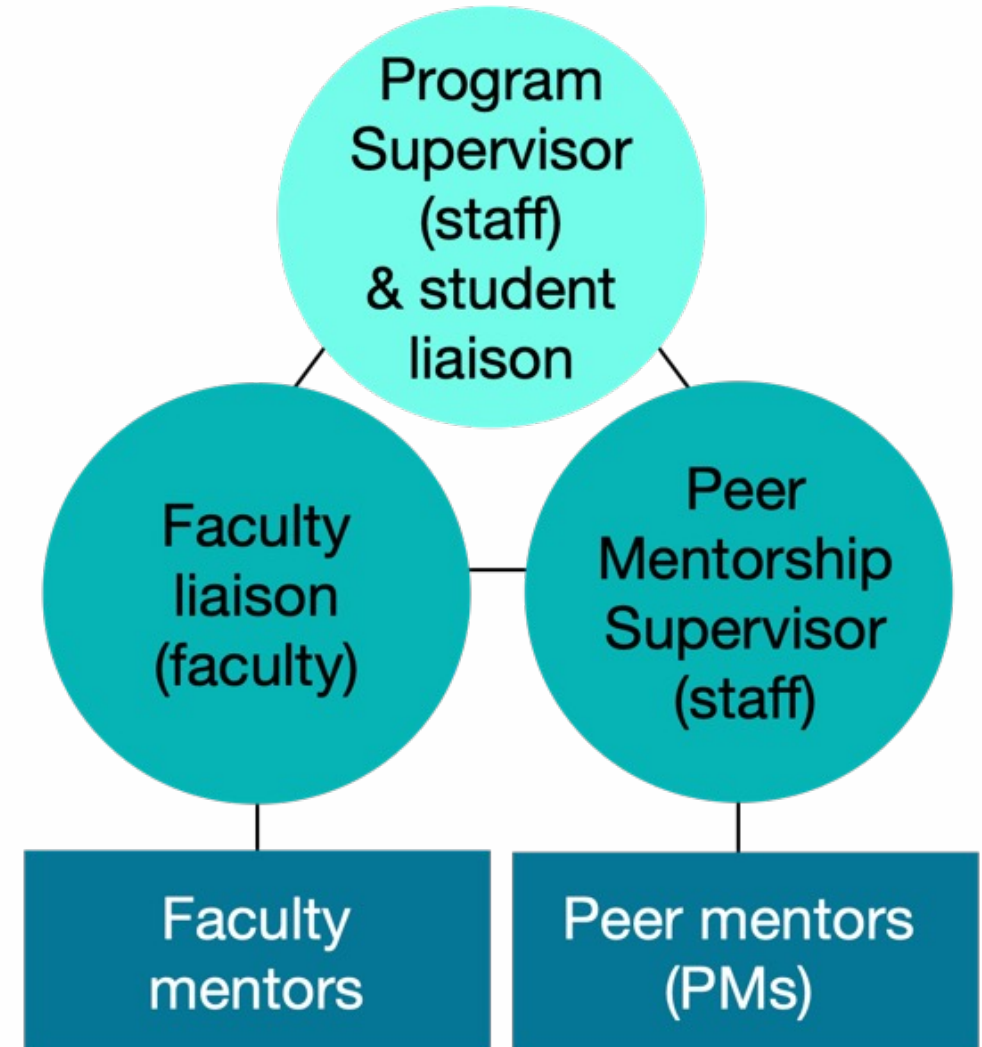 Program
Supervisor
(staff)
& student
liaison
Faculty
liaison
(faculty)
Peer
Mentorship
Supervisor
(staff)
Faculty
mentors
Peer mentors
(PMs)